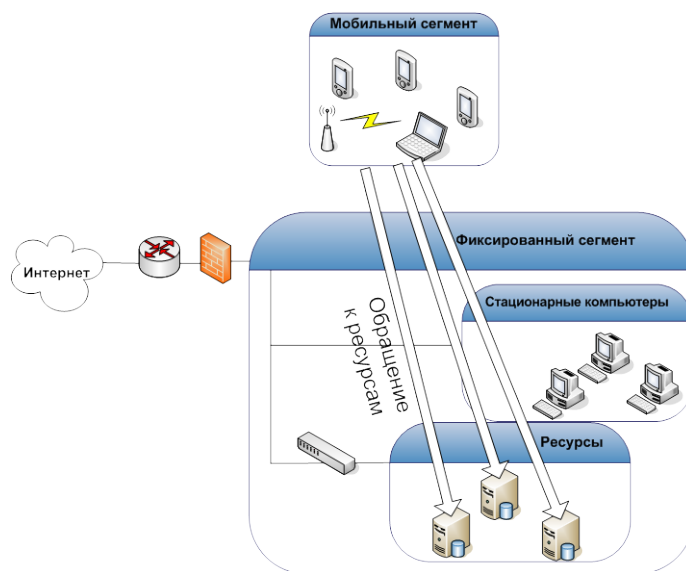 Мобильный сегмент
Фиксированный сегмент
Интернет
Стационарные компьютеры
Обращение
к ресурсам
Ресурсы